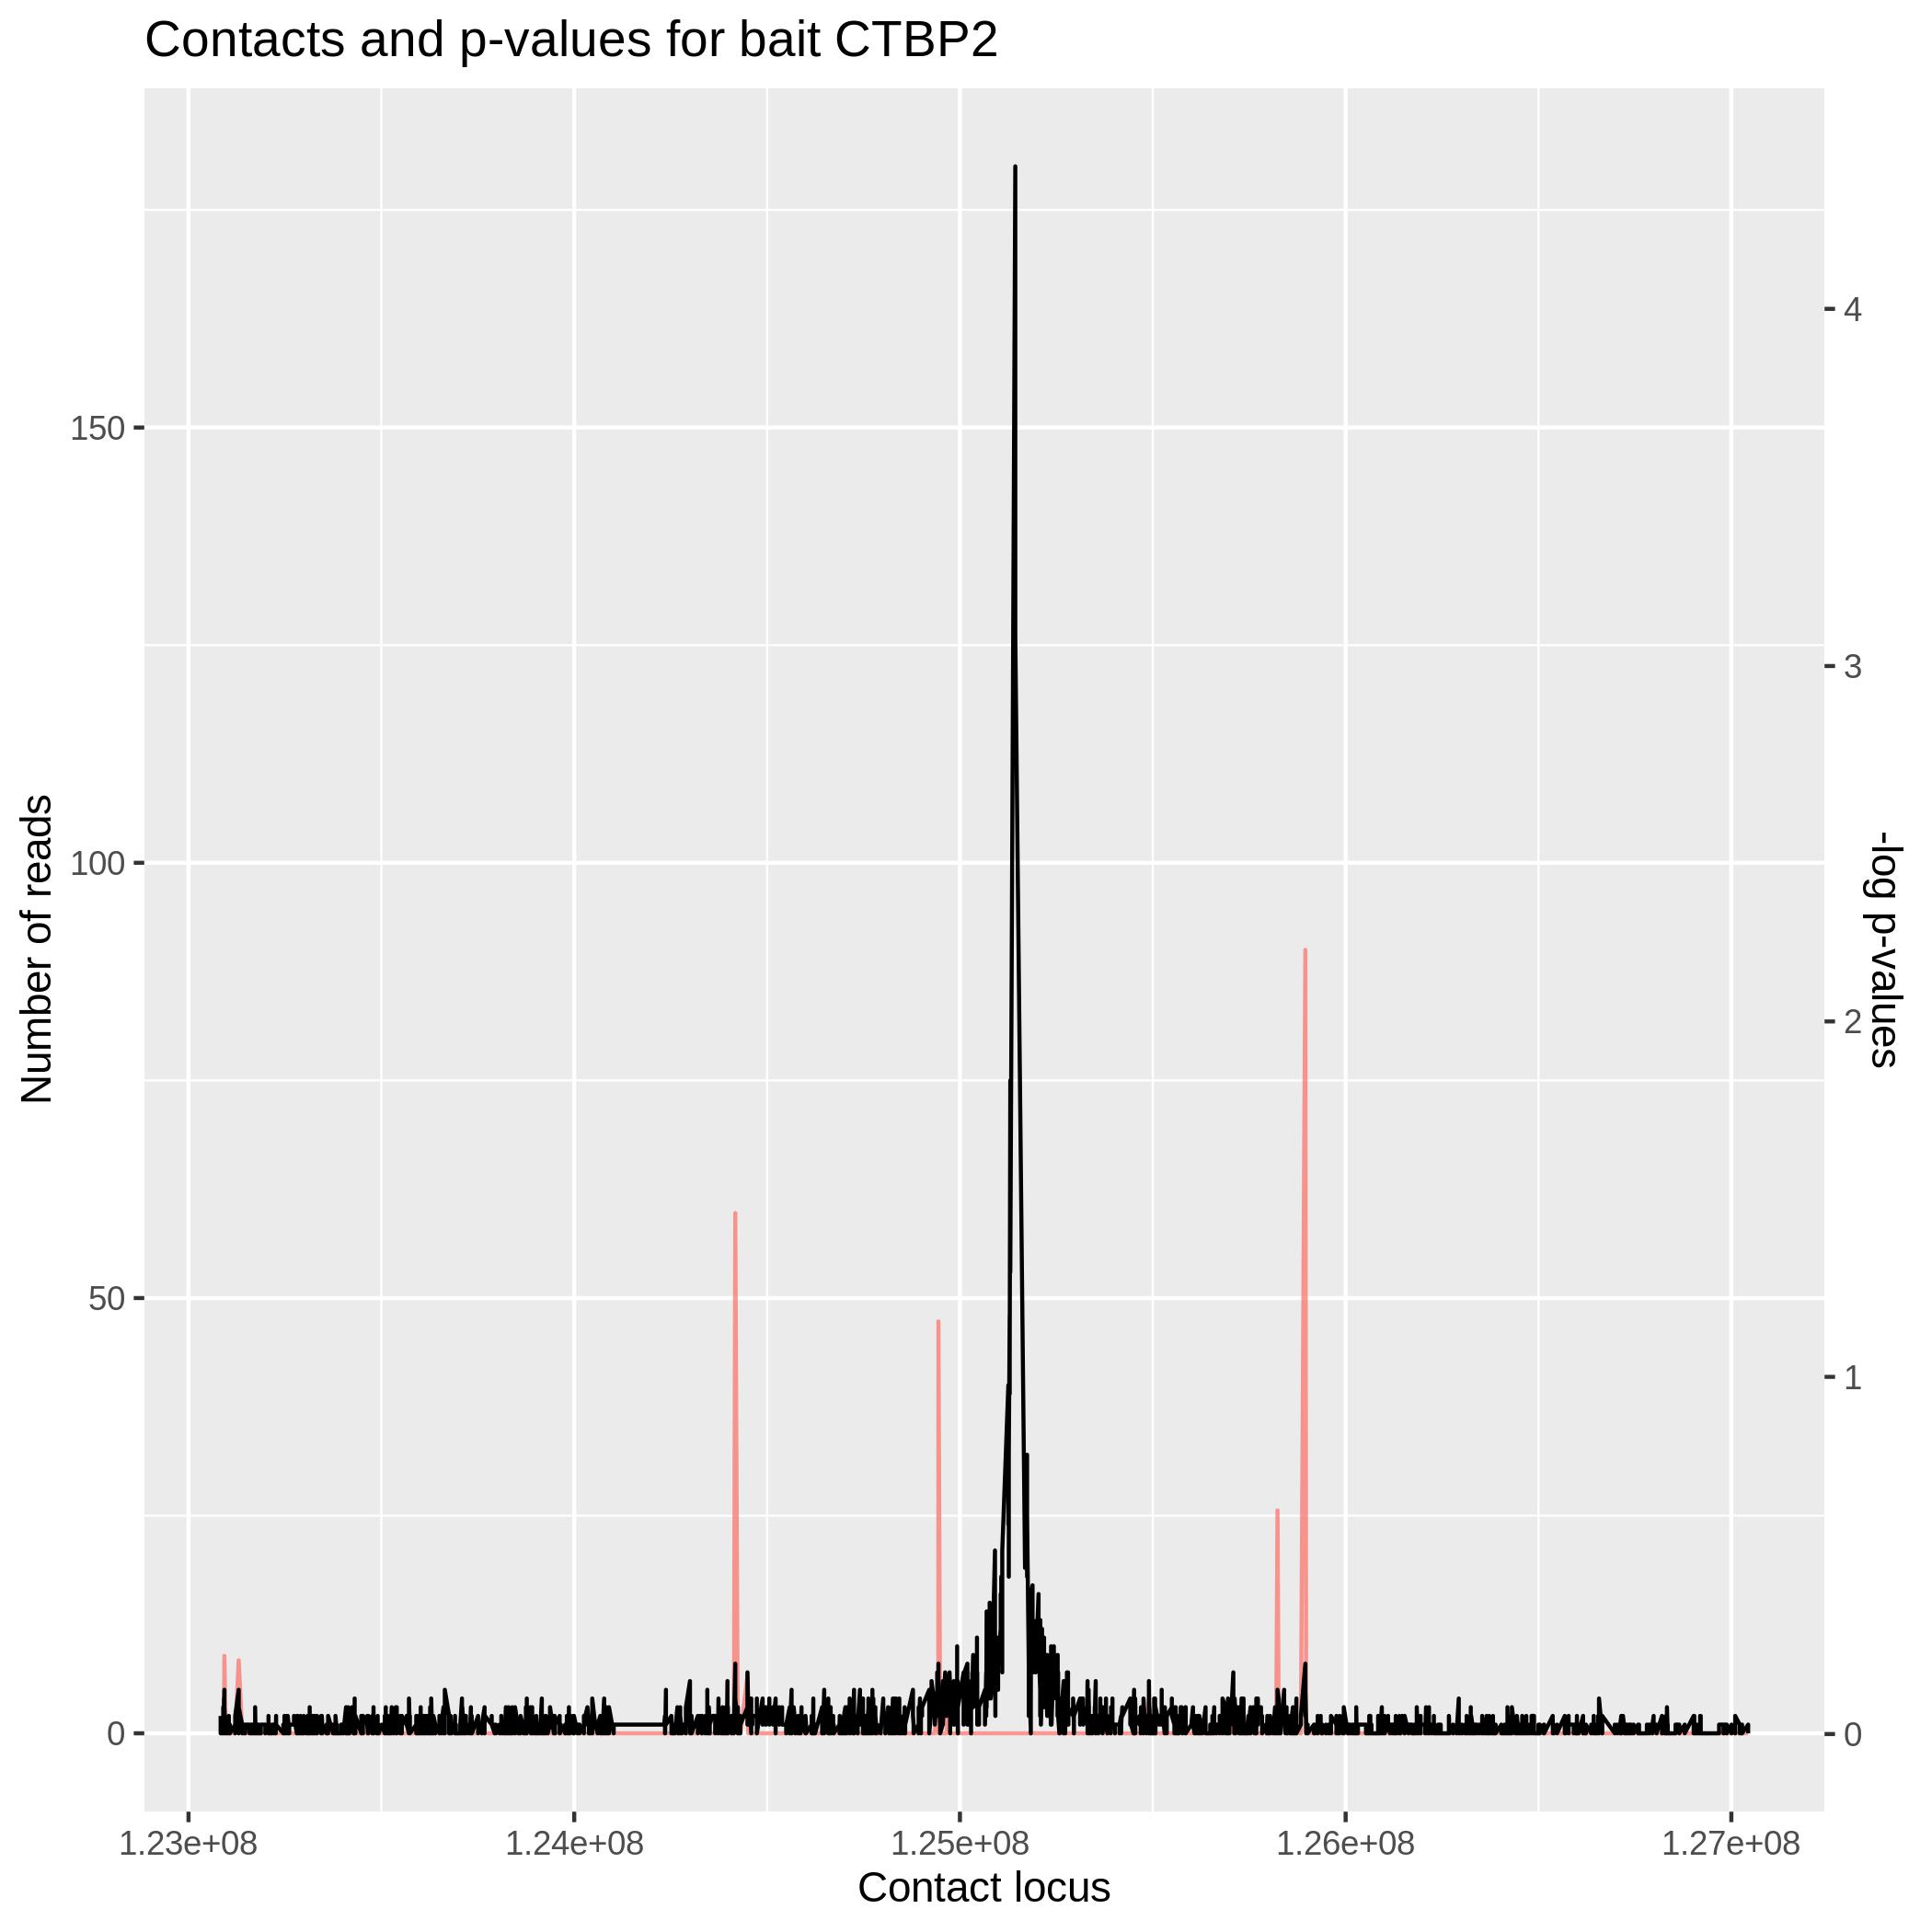 Contacts and p-values for bait CTBP2
Number of reads
150
100
50
0
4
3
2
1
0
-log p-values
1.23e+08 1.24e+08 1.25e+08 1.26e+08 1.27e+08
Contact locus